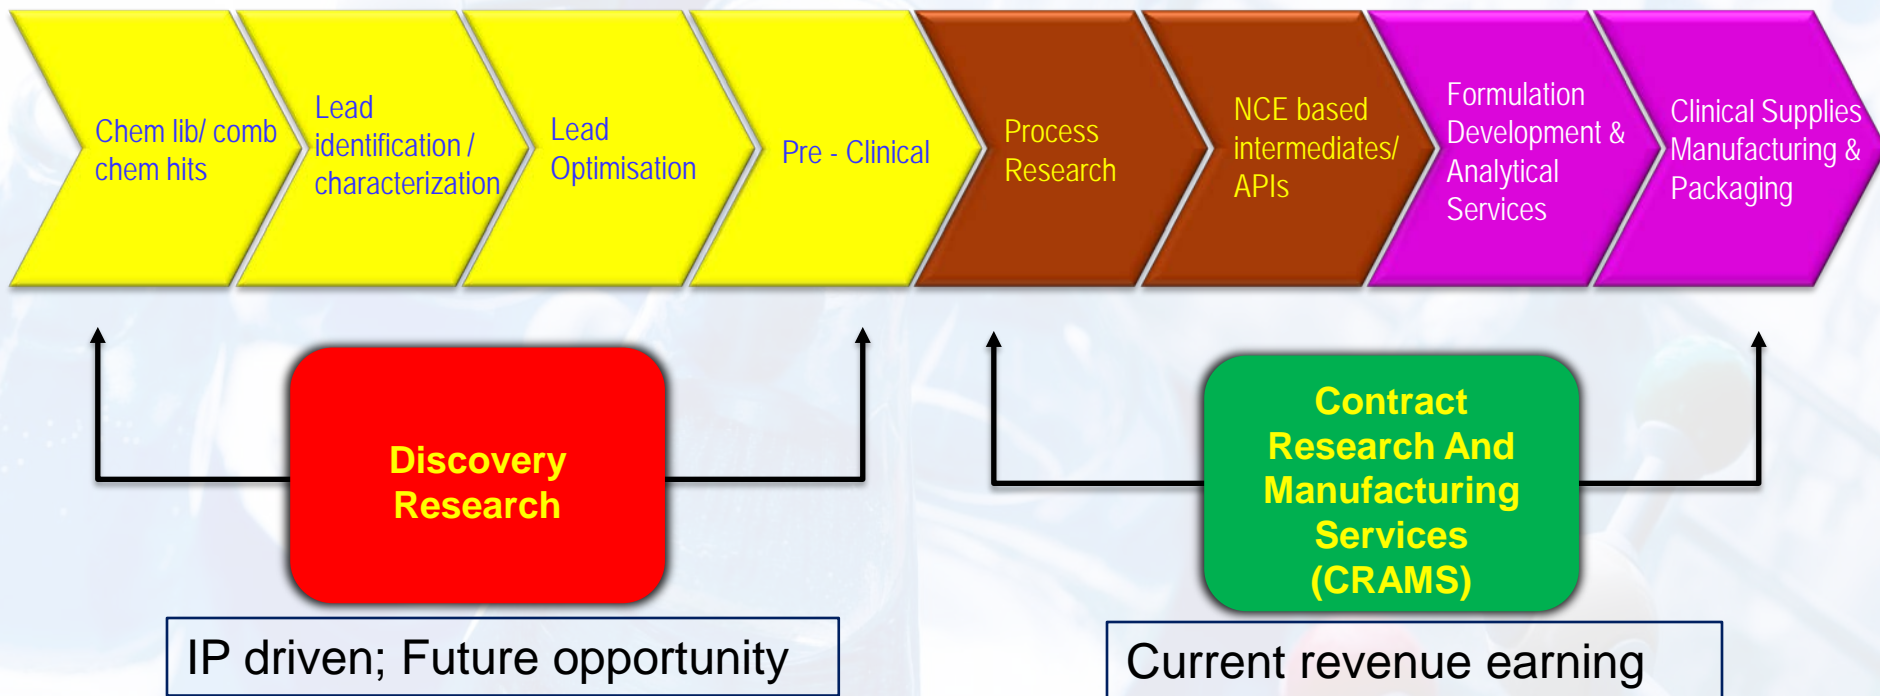 Chem lib/ comb
chem hits
Lead
identification /
characterization
Lead
Optimisation
Pre - Clinical
Process
Research
NCE based
intermediates/
APIs
Formulation
Development &
Analytical
Services
Clinical Supplies
Manufacturing &
Packaging
Discovery
Research
Contract
Research And
Manufacturing
Services
(CRAMS)
IP driven; Future opportunity
Current revenue earning